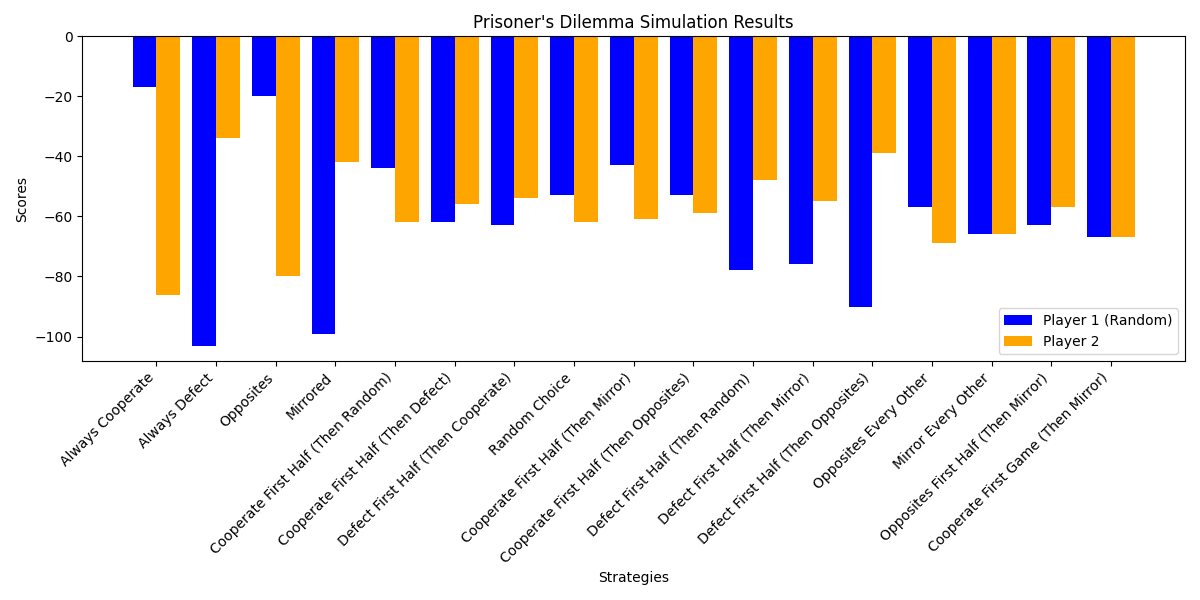 Prisoner's Dilemma Simulation Results
0
−20
−40
−60
−80
−100
Scores
Player 1 (Random)
Player 2
Always Cooperate
Always Defect
Opposites
Mirrored
Cooperate First Half (Then Random)
Cooperate First Half (Then Defect)
Defect First Half (Then Cooperate)
Random Choice
Cooperate First Half (Then Mirror)
Cooperate First Half (Then Opposites)
Defect First Half (Then Random)
Defect First Half (Then Mirror)
Defect First Half (Then Opposites)
Opposites Every Other
Mirror Every Other
Opposites First Half (Then Mirror)
Cooperate First Game (Then Mirror)
Strategies